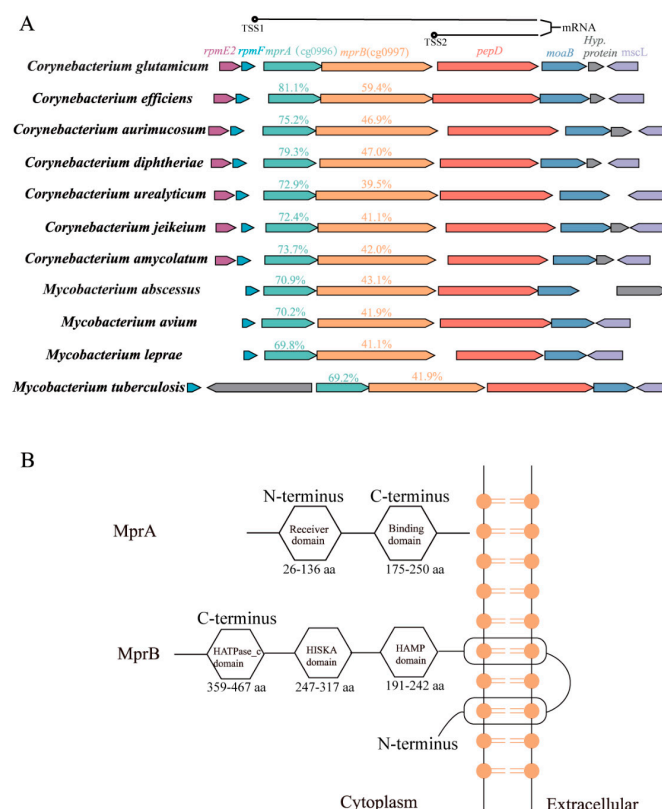 A
TSS1
mRNA
TSS2
Hyp.
rpmE2 rpmF mprA (cg0996) mprB(cg0997) pepD moaB protein mscL
Corynebacterium glutamicum
81.1% 59.4%
Corynebacterium efficiens
75.2% 46.9%
Corynebacterium aurimucosum
79.3% 47.0%
Corynebacterium diphtheriae
72.9% 39.5%
Corynebacterium urealyticum
72.4% 41.1%
Corynebacterium jeikeium
73.7% 42.0%
Corynebacterium amycolatum
70.9% 43.1%
Mycobacterium abscessus
70.2% 41.9%
Mycobacterium avium
69.8% 41.1%
Mycobacterium leprae
69.2% 41.9%
Mycobacterium tuberculosis
B
N-terminus C-terminus
MprA
Receiver domain
Binding domain
26-136 aa 175-250 aa
C-terminus
MprB
HATPase_c domain
HISKA domain
HAMP domain
359-467 aa 247-317 aa 191-242 aa
N-terminus
Cytoplasm Extracellular